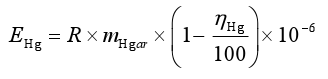 E_Hg = R × m_Hgar × (1 − η_Hg / 100) × 10^−6